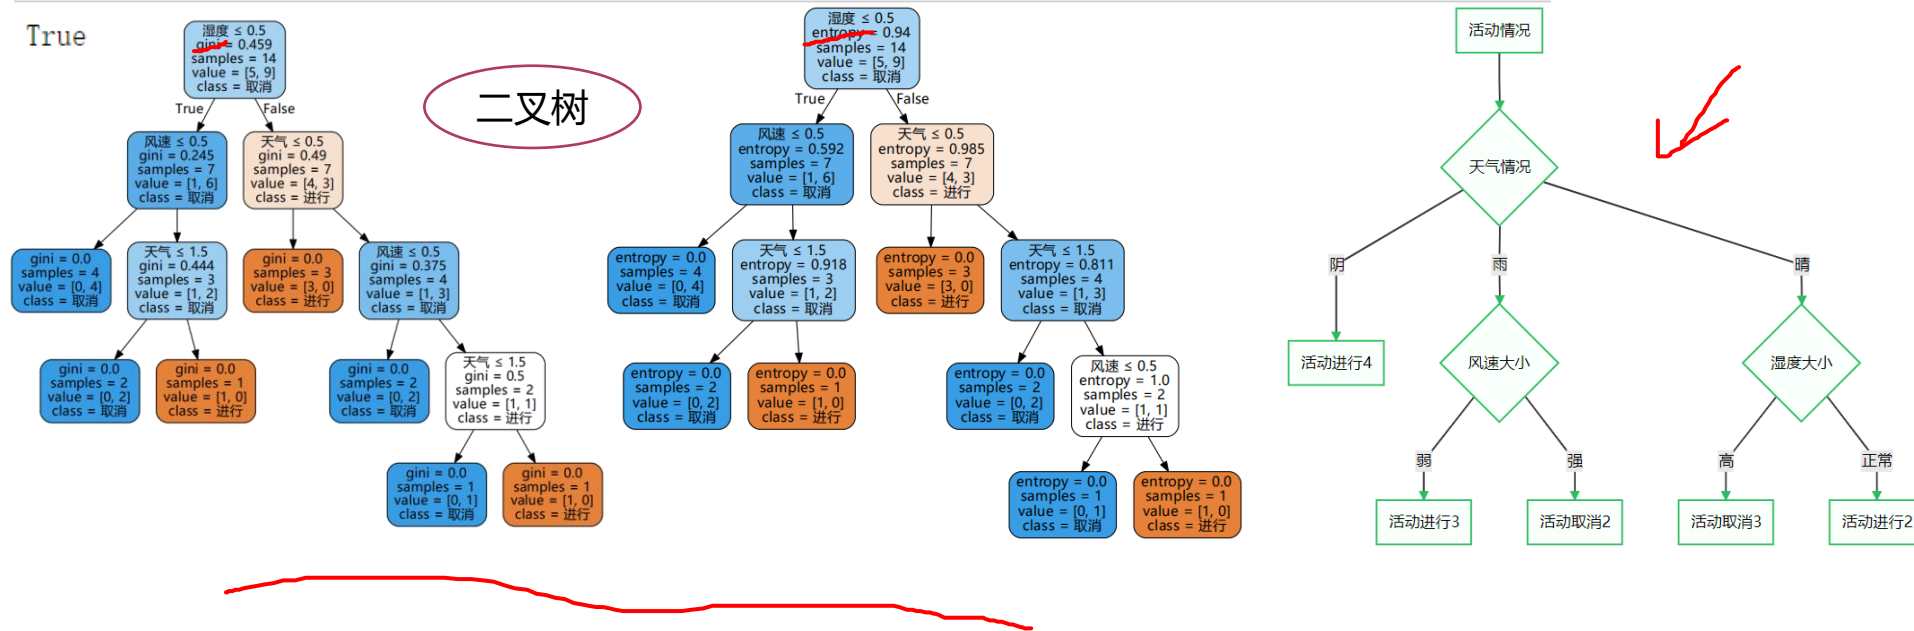 True
湿度 ≤ 0.5
gini = 0.459
samples = 14
value = [5, 9]
class = 取消
True
False
风速 ≤ 0.5
gini = 0.245
samples = 7
value = [1, 6]
class = 取消
天气 ≤ 0.5
gini = 0.49
samples = 7
value = [4, 3]
class = 进行
gini = 0.0
samples = 4
value = [0, 4]
class = 取消
天气 ≤ 1.5
gini = 0.444
samples = 3
value = [1, 2]
class = 取消
gini = 0.0
samples = 3
value = [3, 0]
class = 进行
风速 ≤ 0.5
gini = 0.375
samples = 4
value = [1, 3]
class = 取消
gini = 0.0
samples = 2
value = [0, 2]
class = 取消
gini = 0.0
samples = 1
value = [1, 0]
class = 进行
gini = 0.0
samples = 2
value = [0, 2]
class = 取消
天气 ≤ 1.5
gini = 0.5
samples = 2
value = [1, 1]
class = 进行
gini = 0.0
samples = 1
value = [0, 1]
class = 取消
gini = 0.0
samples = 1
value = [1, 0]
class = 进行
二叉树
湿度 ≤ 0.5
entropy = 0.94
samples = 14
value = [5, 9]
class = 取消
True
False
风速 ≤ 0.5
entropy = 0.592
samples = 7
value = [1, 6]
class = 取消
天气 ≤ 0.5
entropy = 0.985
samples = 7
value = [4, 3]
class = 进行
entropy = 0.0
samples = 4
value = [0, 4]
class = 取消
天气 ≤ 1.5
entropy = 0.918
samples = 3
value = [1, 2]
class = 取消
entropy = 0.0
samples = 3
value = [3, 0]
class = 进行
天气 ≤ 1.5
entropy = 0.811
samples = 4
value = [1, 3]
class = 取消
entropy = 0.0
samples = 2
value = [0, 2]
class = 取消
entropy = 0.0
samples = 1
value = [1, 0]
class = 进行
entropy = 0.0
samples = 2
value = [0, 2]
class = 取消
风速 ≤ 0.5
entropy = 1.0
samples = 2
value = [1, 1]
class = 进行
entropy = 0.0
samples = 1
value = [0, 1]
class = 取消
entropy = 0.0
samples = 1
value = [1, 0]
class = 进行
活动情况
天气情况
阴
雨
晴
活动进行4
风速大小
湿度大小
弱
强
高
正常
活动进行3
活动取消2
活动取消3
活动进行2